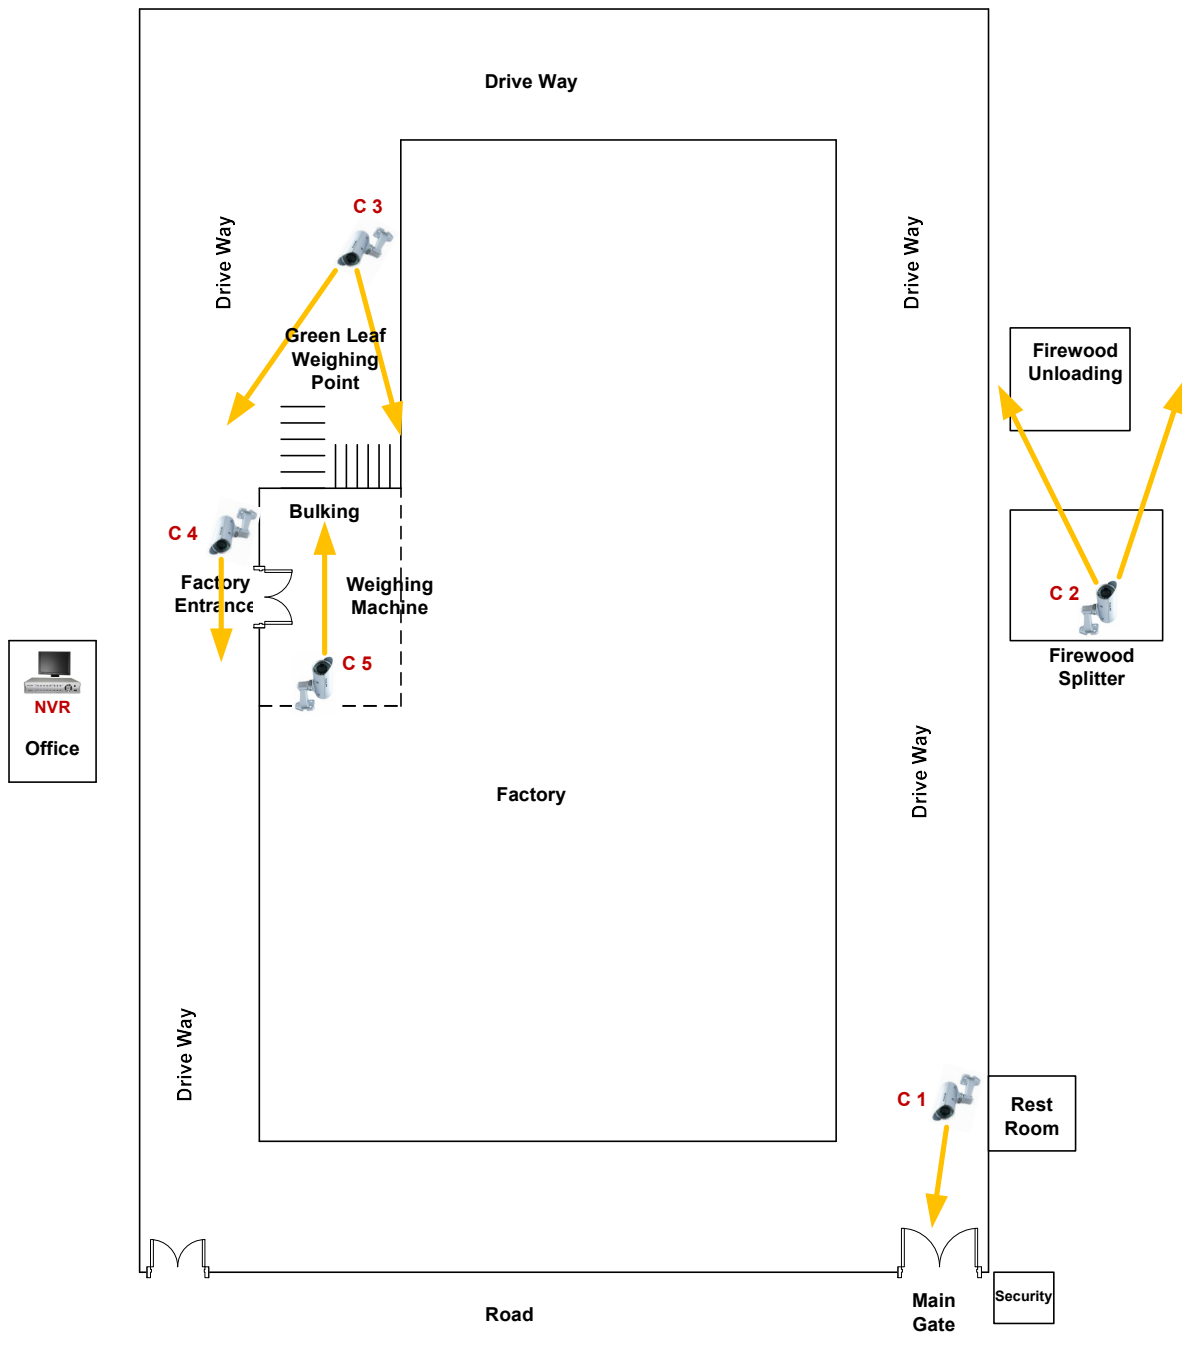 Drive Way
C 3
Drive Way
Drive Way
Green Leaf
Weighing
Point
Firewood
Unloading
Bulking
C 4
Factory
Entrance
Weighing
Machine
C 2
C 5
Firewood
Splitter
NVR
Office
Drive Way
Factory
Drive Way
C 1
Rest
Room
Security
Main
Gate
Road